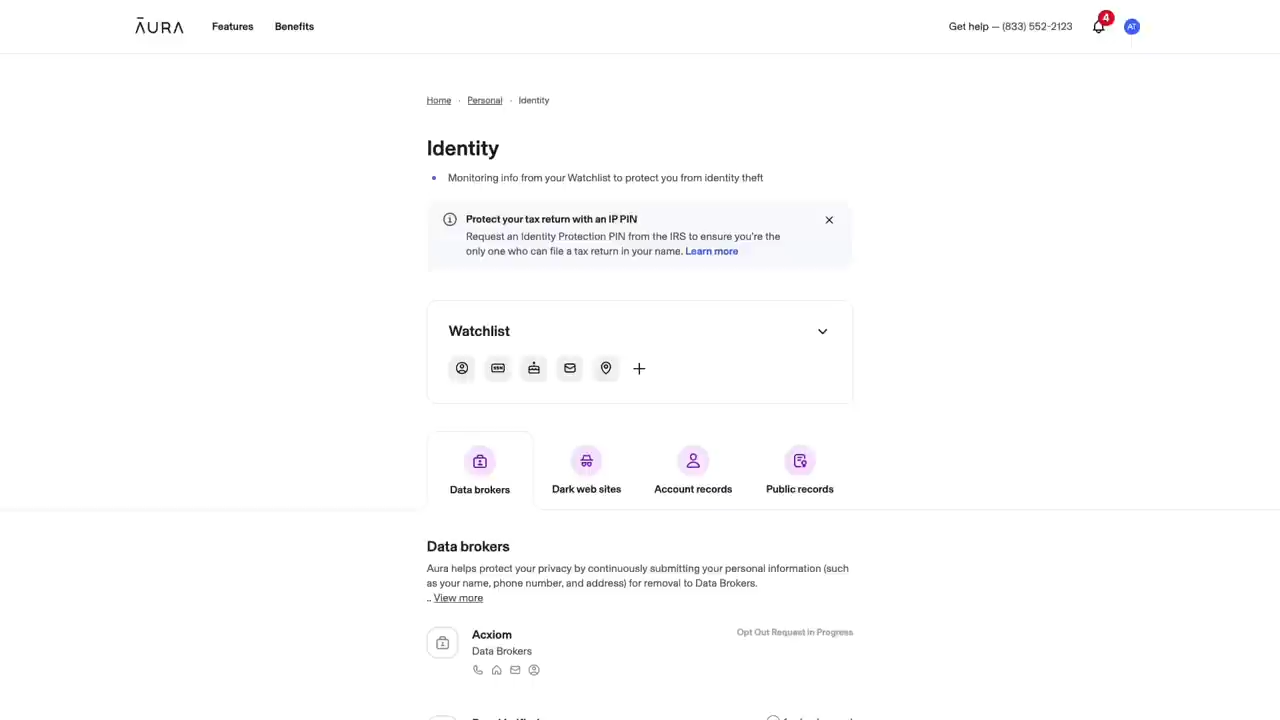 ĀURA Features Benefits Get help — (833) 552-2123 4 AT
Home · Personal · Identity
Identity
• Monitoring info from your Watchlist to protect you from identity theft
Protect your tax return with an IP PIN
Request an Identity Protection PIN from the IRS to ensure you're the
only one who can file a tax return in your name. Learn more
Watchlist
SSN
Data brokers Dark web sites Account records Public records
Data brokers
Aura helps protect your privacy by continuously submitting your personal information (such
as your name, phone number, and address) for removal to Data Brokers.
.. View more
Acxiom Opt Out Request in Progress
Data Brokers